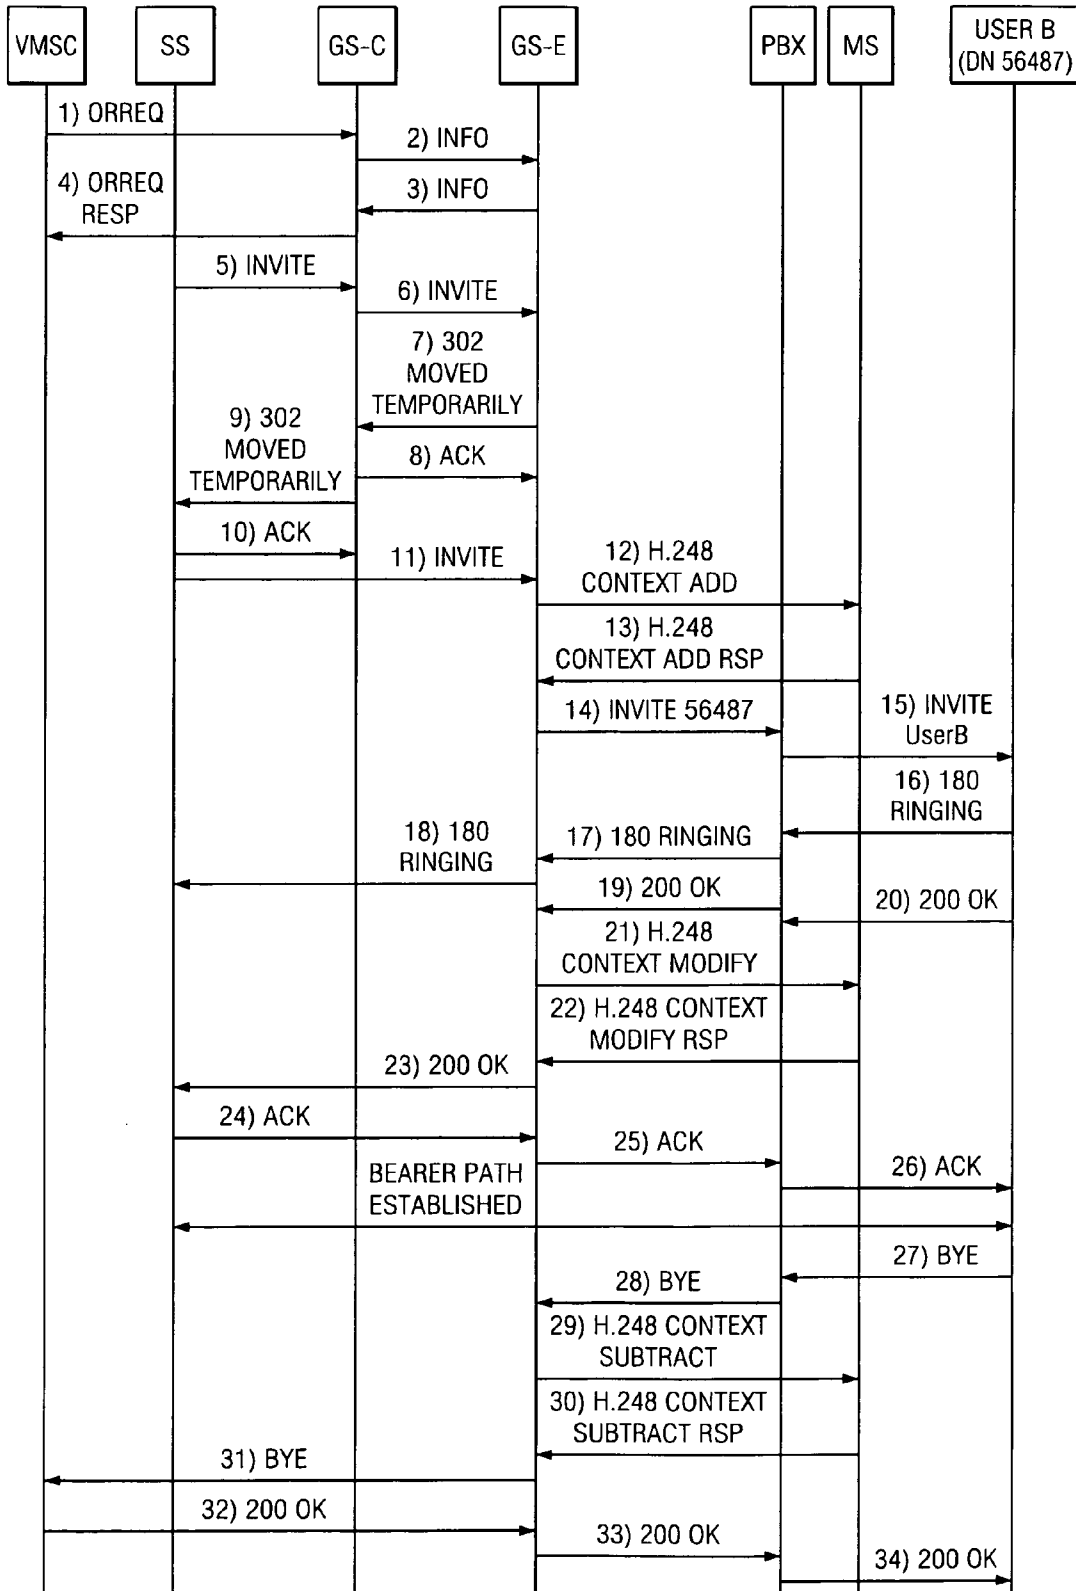 VMSC
SS
GS-C
GS-E
PBX
MS
USER B
(DN 56487)
1) ORREQ
2) INFO
3) INFO
4) ORREQ
RESP
5) INVITE
6) INVITE
7) 302
MOVED
TEMPORARILY
8) ACK
9) 302
MOVED
TEMPORARILY
10) ACK
11) INVITE
12) H.248
CONTEXT ADD
13) H.248
CONTEXT ADD RSP
14) INVITE 56487
15) INVITE
UserB
16) 180
RINGING
17) 180 RINGING
18) 180
RINGING
19) 200 OK
20) 200 OK
21) H.248
CONTEXT MODIFY
22) H.248 CONTEXT
MODIFY RSP
23) 200 OK
24) ACK
25) ACK
26) ACK
BEARER PATH
ESTABLISHED
27) BYE
28) BYE
29) H.248 CONTEXT
SUBTRACT
30) H.248 CONTEXT
SUBTRACT RSP
31) BYE
32) 200 OK
33) 200 OK
34) 200 OK